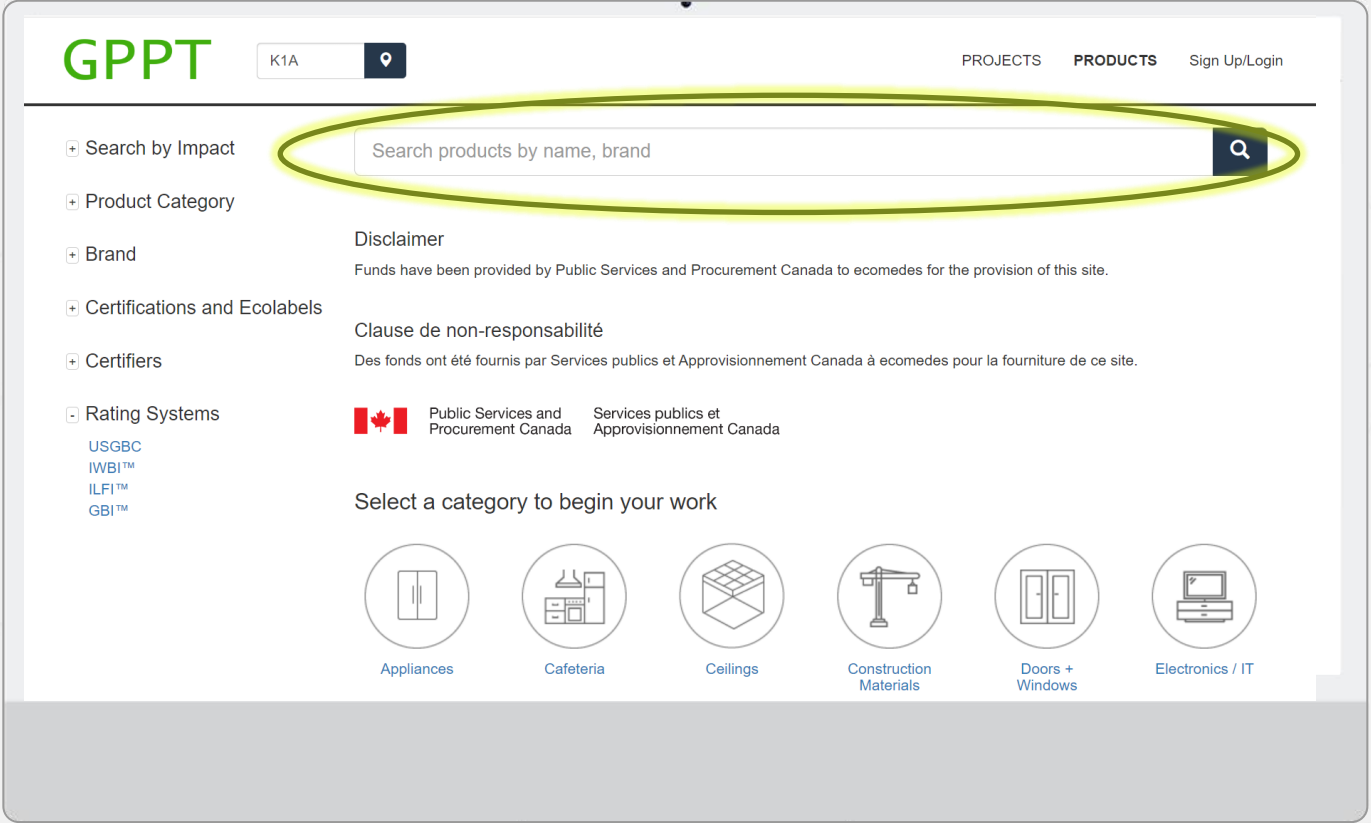 GPPT
K1A
PROJECTS
PRODUCTS
Sign Up/Login
+ Search by Impact
+ Product Category
+ Brand
+ Certifications and Ecolabels
+ Certifiers
- Rating Systems
USGBC
IWBI™
ILFI™
GBI™
Search products by name, brand
Disclaimer
Funds have been provided by Public Services and Procurement Canada to ecomedes for the provision of this site.
Clause de non-responsabilité
Des fonds ont été fournis par Services publics et Approvisionnement Canada à ecomedes pour la fourniture de ce site.
Public Services and
Procurement Canada
Services publics et
Approvisionnement Canada
Select a category to begin your work
Appliances
Cafeteria
Ceilings
Construction
Materials
Doors +
Windows
Electronics / IT